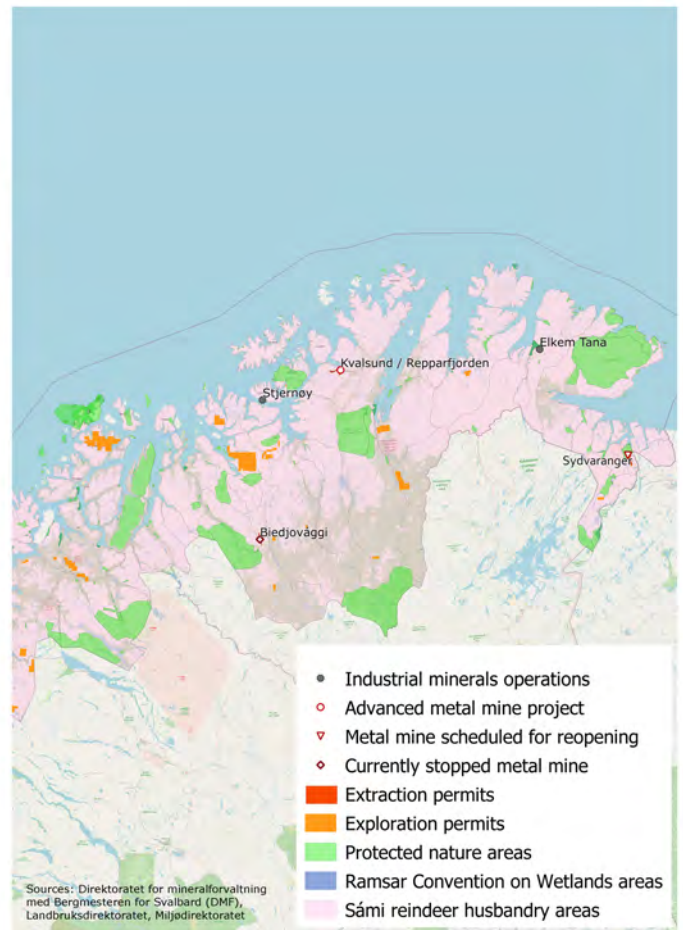 Elkem Tana
Kvalsund / Repparfjorden
Stjernøy
Sydvaranger
Biedjovággi
Industrial minerals operations
Advanced metal mine project
Metal mine scheduled for reopening
Currently stopped metal mine
Extraction permits
Exploration permits
Protected nature areas
Ramsar Convention on Wetlands areas
Sámi reindeer husbandry areas
Sources: Direktoratet for mineralforvaltning
med Bergmesteren for Svalbard (DMF),
Landbruksdirektoratet, Miljødirektoratet